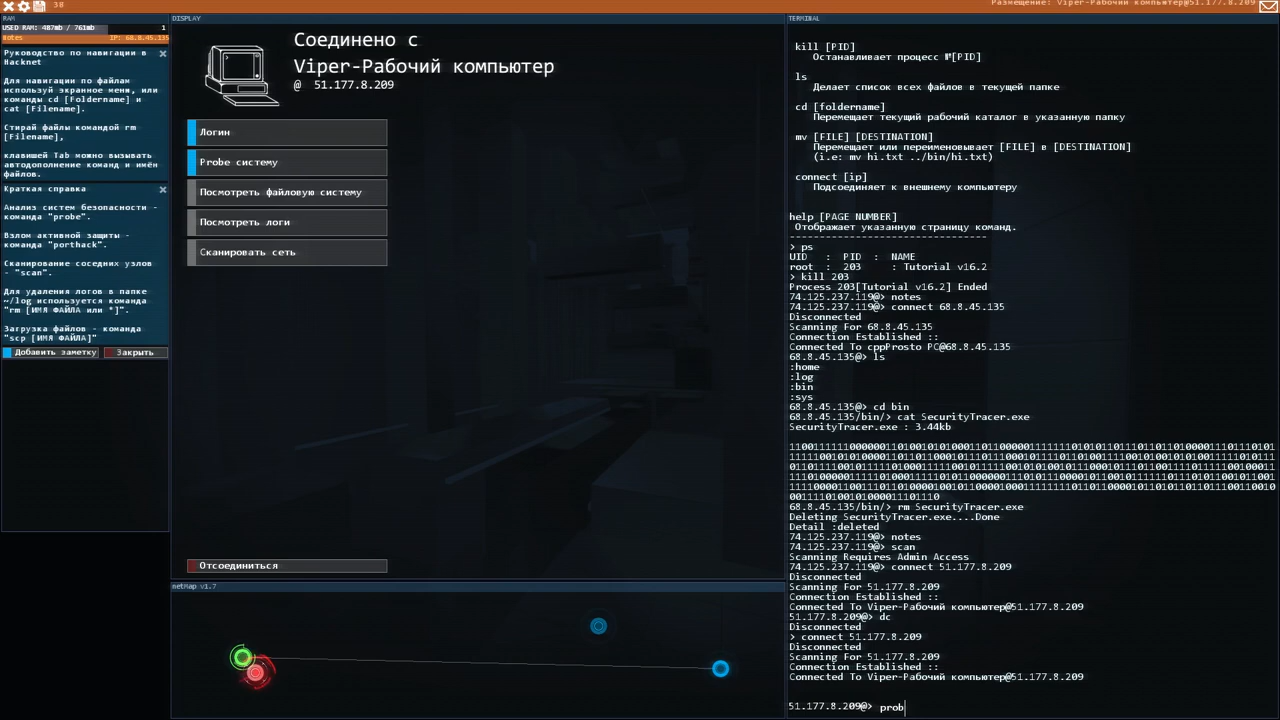 38
Размещение: Viper-Рабочий компьютер@51.177.8.209
RAM
USED RAM: 487mb / 761mb
1
Notes
IP: 68.8.45.135
Руководство по навигации в
Hacknet
Для навигации по файлам
используй экранное меню, или
команды cd [Foldername] и
cat [Filename].
Стирай файлы командой rm
[Filename],
клавишей Tab можно вызывать
автодополнение команд и имён
файлов.
Краткая справка
Анализ систем безопасности -
команда "probe".
Взлом активной защиты -
команда "porthack".
Сканирование соседних узлов
- "scan".
Для удаления логов в папке
~/log используется команда
"rm [ИМЯ ФАЙЛА или *]".
Загрузка файлов - команда
"scp [ИМЯ ФАЙЛА]"
Добавить заметку
Закрыть
DISPLAY
Соединено с
Viper-Рабочий компьютер
@ 51.177.8.209
Логин
Probe систему
Посмотреть файловую систему
Посмотреть логи
Сканировать сеть
Отсоединиться
netMap v1.7
TERMINAL
kill [PID]
Останавливает процесс №[PID]
ls
Делает список всех файлов в текущей папке
cd [foldername]
Перемещает текущий рабочий каталог в указанную папку
mv [FILE] [DESTINATION]
Перемещает или переименовывает [FILE] в [DESTINATION]
(i.e: mv hi.txt ../bin/hi.txt)
connect [ip]
Подсоединяет к внешнему компьютеру
help [PAGE NUMBER]
Отображает указанную страницу команд.
---------------------------------
> ps
UID : PID : NAME
root : 203 : Tutorial v16.2
> kill 203
Process 203[Tutorial v16.2] Ended
74.125.237.119@> notes
74.125.237.119@> connect 68.8.45.135
Disconnected
Scanning For 68.8.45.135
Connection Established ::
Connected To cppProsto PC@68.8.45.135
68.8.45.135@> ls
:home
:log
:bin
:sys
68.8.45.135@> cd bin
68.8.45.135/bin/> cat SecurityTracer.exe
SecurityTracer.exe : 3.44kb
68.8.45.135/bin/> rm SecurityTracer.exe
Deleting SecurityTracer.exe....Done
Detail :deleted
74.125.237.119@> notes
74.125.237.119@> scan
Scanning Requires Admin Access
74.125.237.119@> connect 51.177.8.209
Disconnected
Scanning For 51.177.8.209
Connection Established ::
Connected To Viper-Рабочий компьютер@51.177.8.209
51.177.8.209@> dc
Disconnected
> connect 51.177.8.209
Disconnected
Scanning For 51.177.8.209
Connection Established ::
Connected To Viper-Рабочий компьютер@51.177.8.209
51.177.8.209@> prob